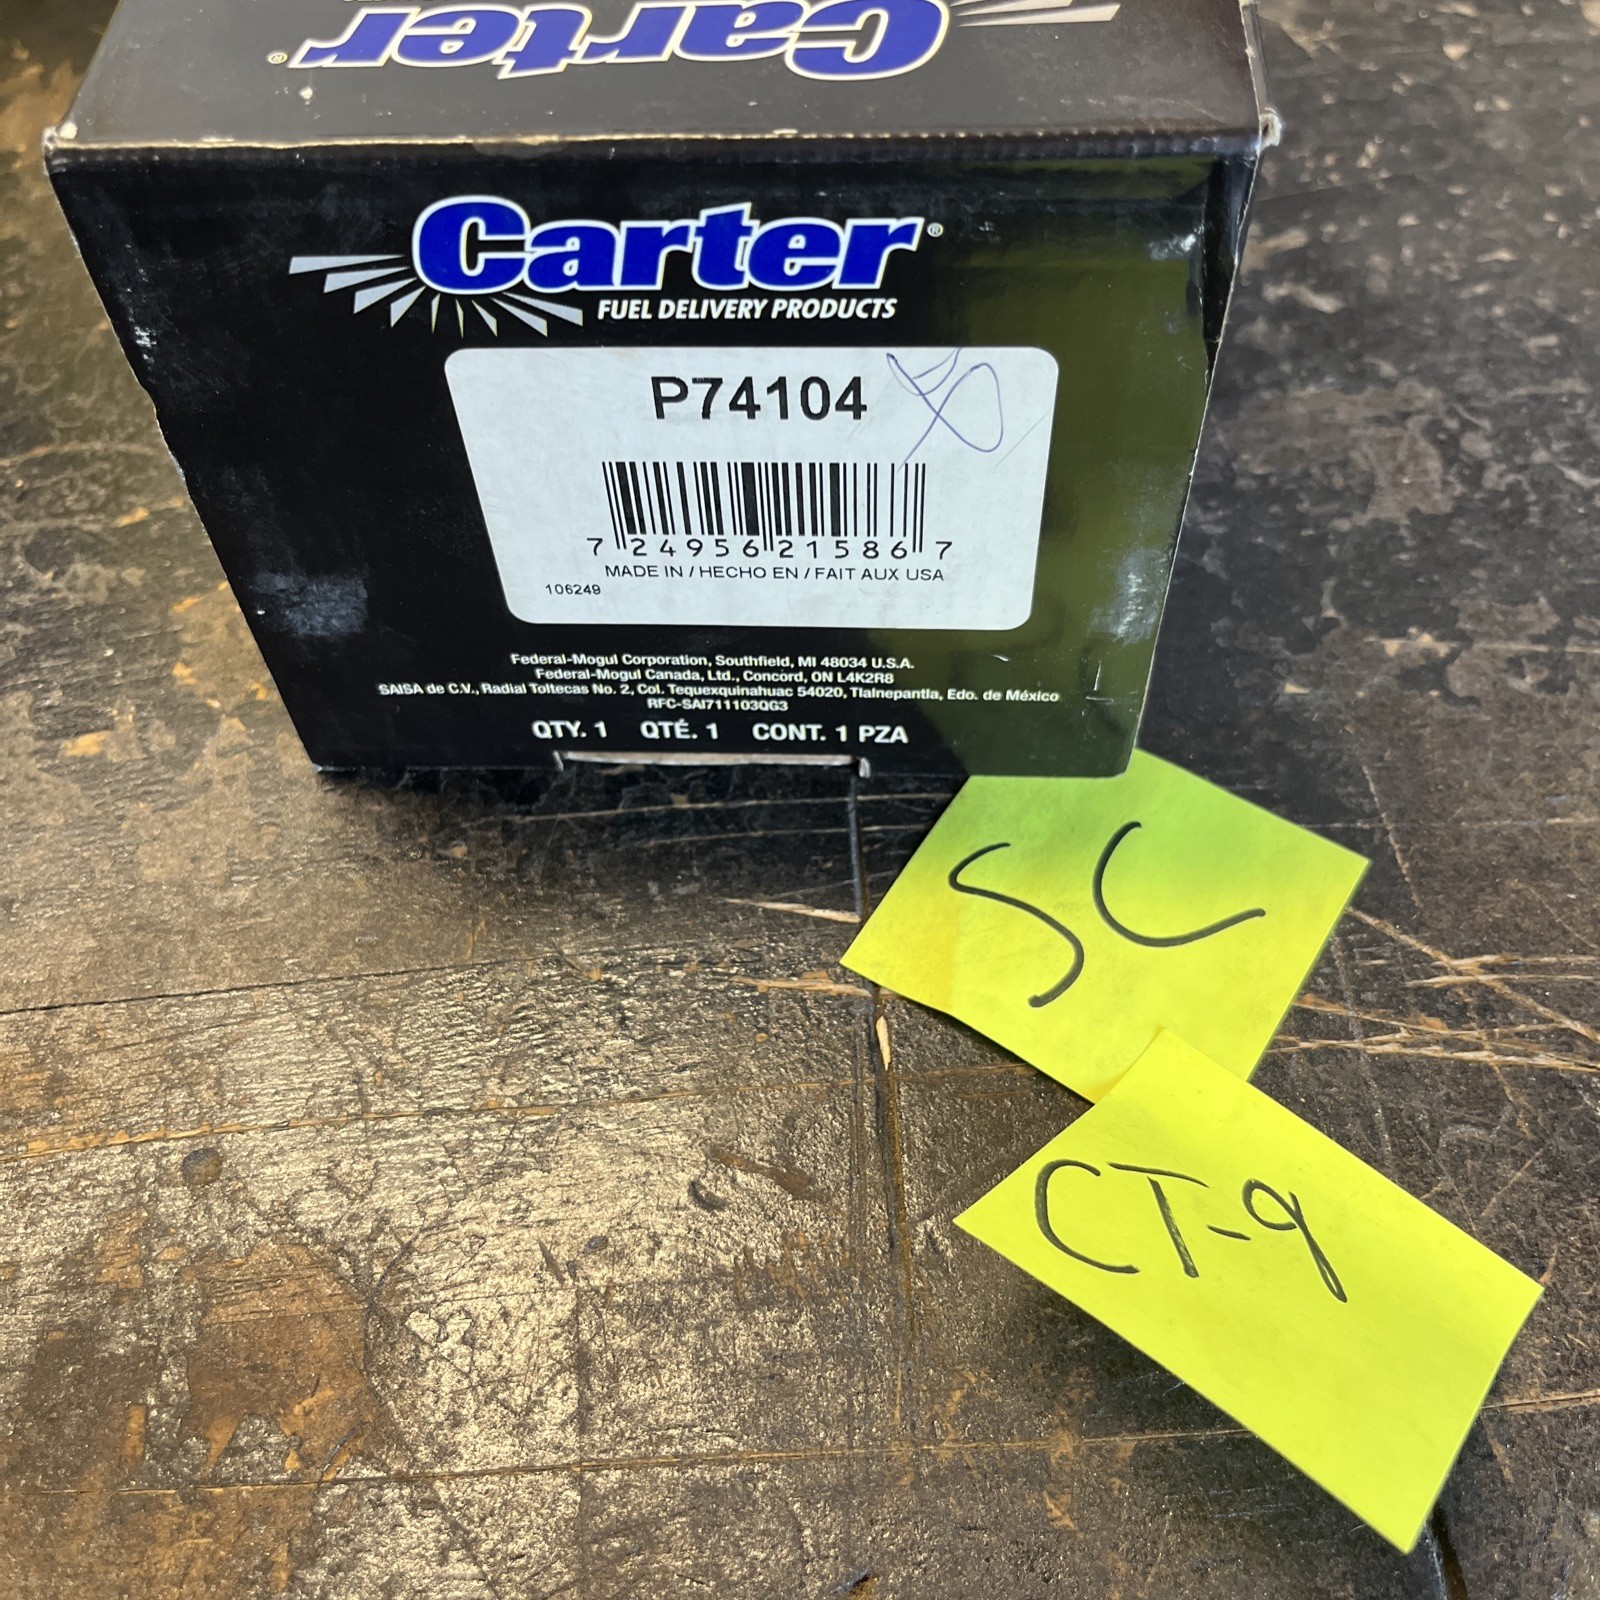 Carter®
Carter®
FUEL DELIVERY PRODUCTS
P74104
7 24956 21586 7
MADE IN / HECHO EN / FAIT AUX USA
106249
Federal-Mogul Corporation, Southfield, MI 48034 U.S.A.
Federal-Mogul Canada, Ltd., Concord, ON L4K2R8
SAISA de C.V., Radial Toltecas No. 2, Col. Tequexquinahuac 54020, Tlalnepantla, Edo. de México
RFC-SAI711103QG3
QTY. 1 QTÉ. 1 CONT. 1 PZA
SC
CT-9